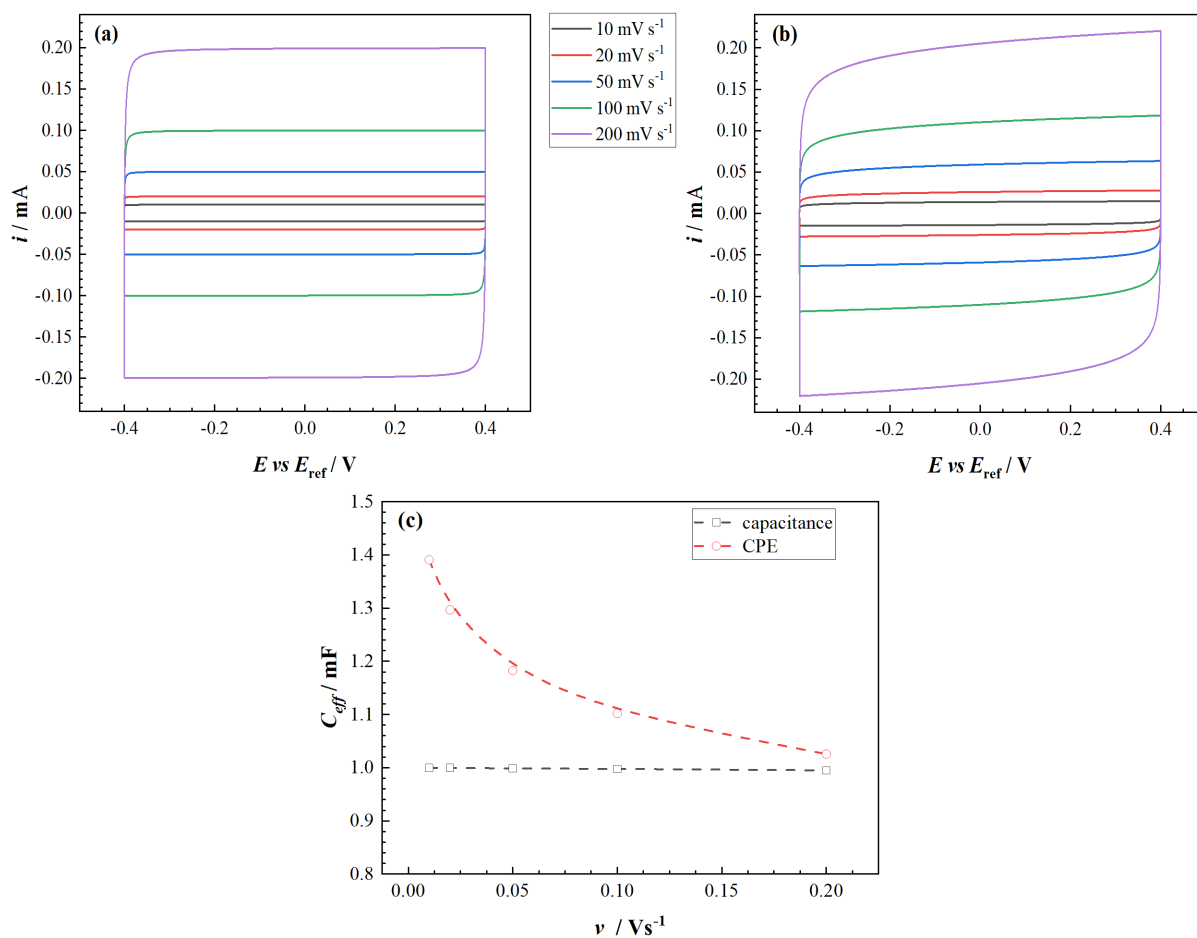 (a)
0.20
0.15
0.10
0.05
0.00
-0.05
-0.10
-0.15
-0.20
i / mA
-0.4
-0.2
0.0
0.2
0.4
E vs E_ref / V
10 mV s⁻¹
20 mV s⁻¹
50 mV s⁻¹
100 mV s⁻¹
200 mV s⁻¹
(b)
0.20
0.15
0.10
0.05
0.00
-0.05
-0.10
-0.15
-0.20
i / mA
-0.4
-0.2
0.0
0.2
0.4
E vs E_ref / V
(c)
1.5
1.4
1.3
1.2
1.1
1.0
0.9
0.8
C_eff / mF
capacitance
CPE
0.00
0.05
0.10
0.15
0.20
v / Vs⁻¹